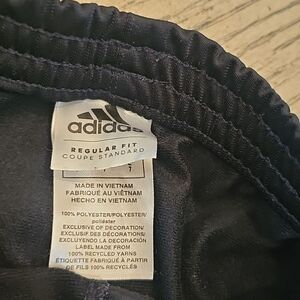 adidas
REGULAR FIT
COUPE STANDARD
MADE IN VIETNAM
FABRIQUÉ AU VIÊTNAM
HECHO EN VIETNAM
100% POLYESTER/POLYESTER/
poliéster
EXCLUSIVE OF DECORATION/
EXCLUSIF DES DÉCORATIONS/
EXCLUYENDO LA DECORACIÓN
LABEL MADE FROM
100% RECYCLED YARNS
ÉTIQUETTE FABRIQUÉE À PARTIR
DE FILS 100% RECYCLÉS